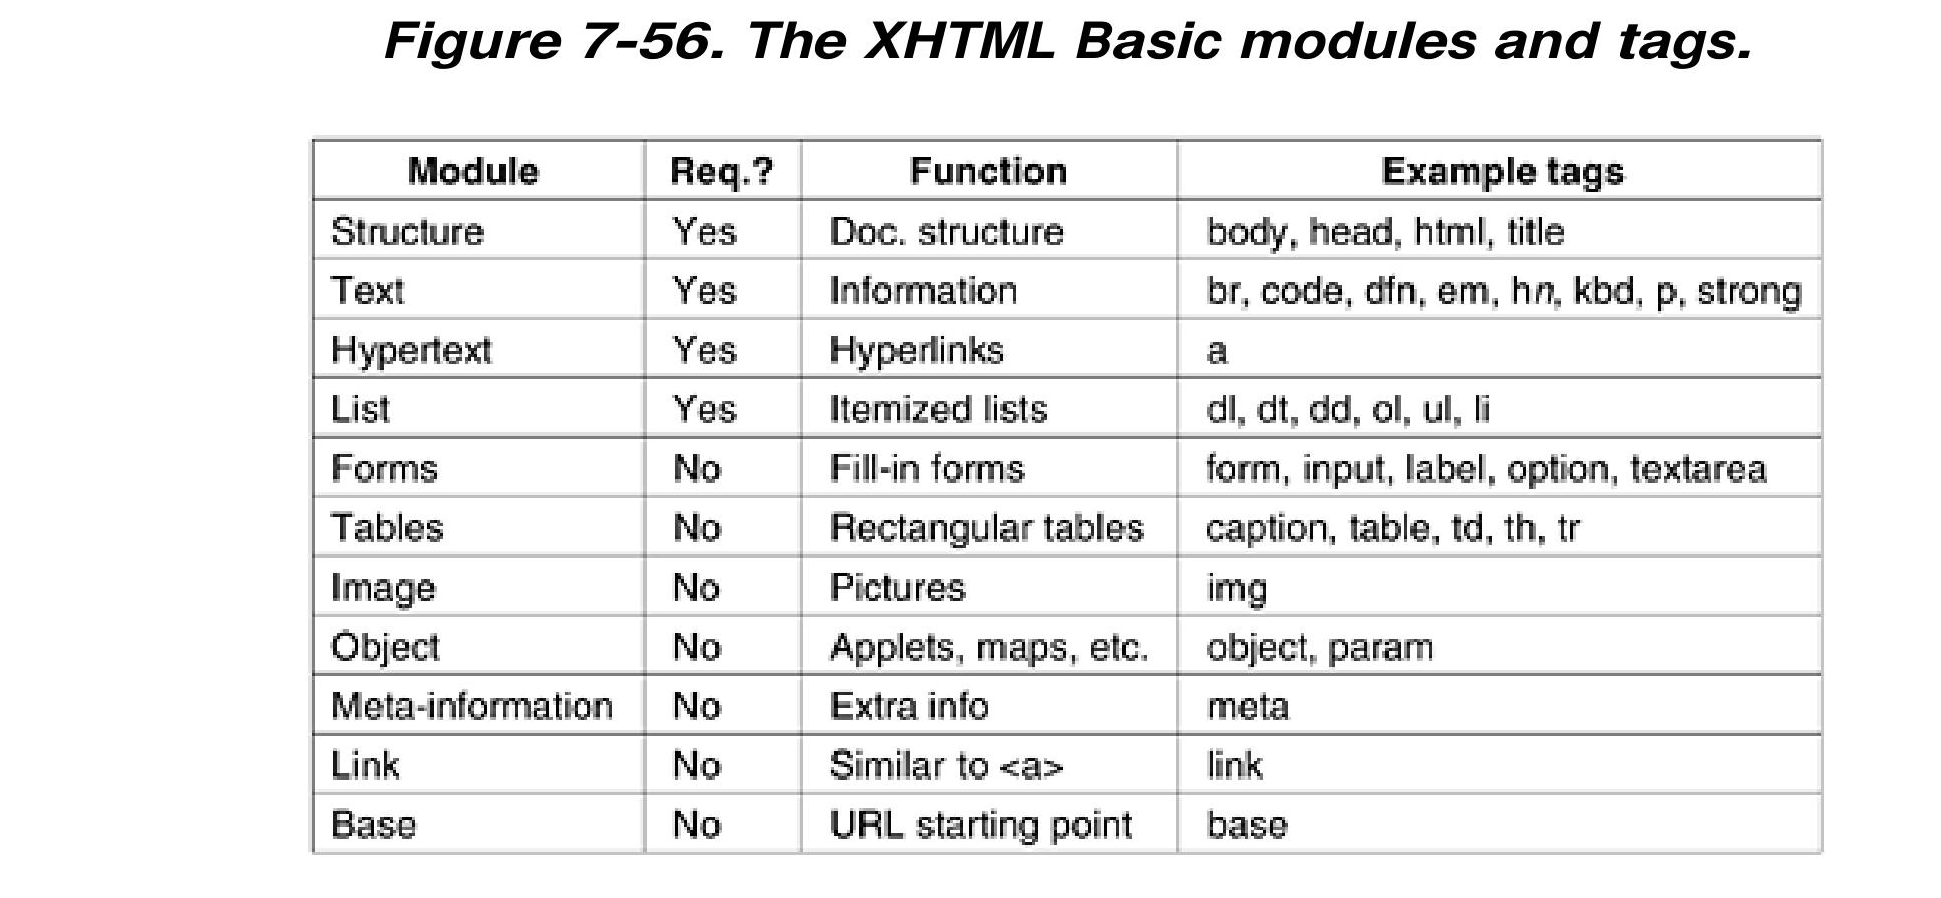 Figure 7-56. The XHTML Basic modules and tags.
Module Req.? Function Example tags
Structure Yes Doc. structure body, head, html, title
Text Yes Information br, code, dfn, em, hn, kbd, p, strong
Hypertext Yes Hyperlinks a
List Yes Itemized lists dl, dt, dd, ol, ul, li
Forms No Fill-in forms form, input, label, option, textarea
Tables No Rectangular tables caption, table, td, th, tr
Image No Pictures img
Object No Applets, maps, etc. object, param
Meta-information No Extra info meta
Link No Similar to <a> link
Base No URL starting point base